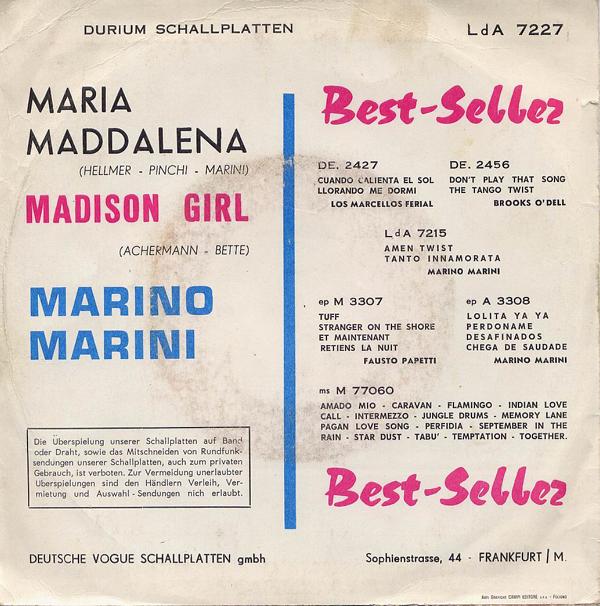 DURIUM SCHALLPLATTEN
LdA 7227
MARIA
MADDALENA
(HELLMER - PINCHI - MARINI)
MADISON GIRL
(ACHERMANN - BETTE)
MARINO
MARINI
Die Überspielung unserer Schallplatten auf Band
oder Draht, sowie das Mitschneiden von Rundfunk-
sendungen unserer Schallplatten, auch zum privaten
Gebrauch, ist verboten. Zur Vermeidung unerlaubter
Überspielungen sind den Händlern Verleih, Ver-
mietung und Auswahl-Sendungen nich erlaubt.
Best-Seller
DE. 2427
CUANDO CALIENTA EL SOL
LLORANDO ME DORMI
LOS MARCELLOS FERIAL
DE. 2456
DON'T PLAY THAT SONG
THE TANGO TWIST
BROOKS O'DELL
LdA 7215
AMEN TWIST
TANTO INNAMORATA
MARINO MARINI
ep M 3307
TUFF
STRANGER ON THE SHORE
ET MAINTENANT
RETIENS LA NUIT
FAUSTO PAPETTI
ep A 3308
LOLITA YA YA
PERDONAME
DESAFINADOS
CHEGA DE SAUDADE
MARINO MARINI
ms M 77060
AMADO MIO - CARAVAN - FLAMINGO - INDIAN LOVE
CALL - INTERMEZZO - JUNGLE DRUMS - MEMORY LANE
PAGAN LOVE SONG - PERFIDIA - SEPTEMBER IN THE
RAIN - STAR DUST - TABU' - TEMPTATION - TOGETHER.
Best-Seller
DEUTSCHE VOGUE SCHALLPLATTEN gmbh
Sophienstrasse, 44 - FRANKFURT / M.
Arti Grafiche CAMPI EDITORE s.r.l. - FOLIGNO